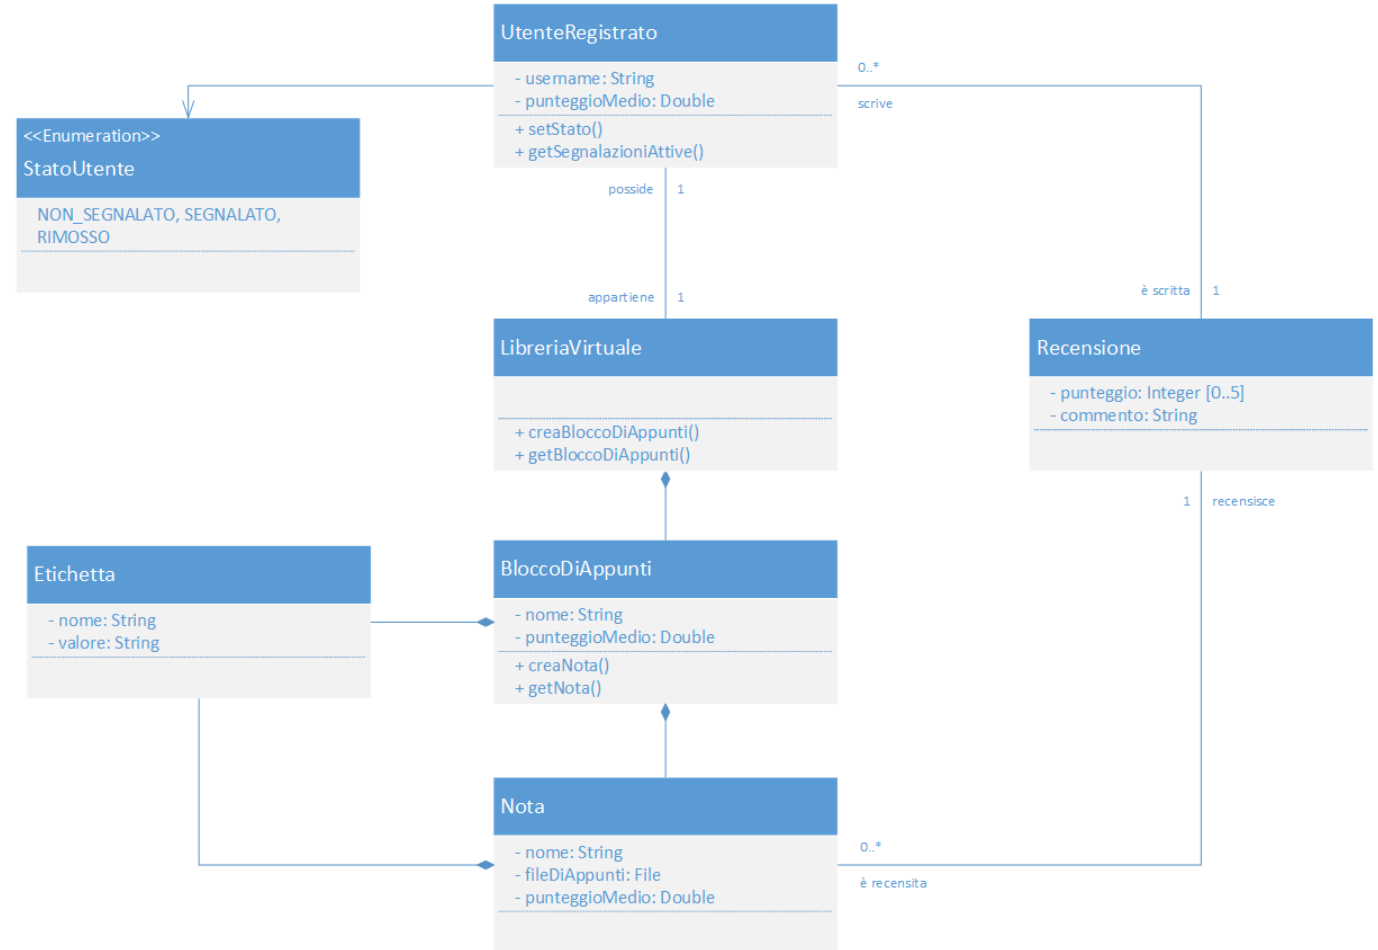 UtenteRegistrato
- username: String
- punteggioMedio: Double
+ setStato()
+ getSegnalazioniAttive()
0..*
scrive
<<Enumeration>>
StatoUtente
NON_SEGNALATO, SEGNALATO,
RIMOSSO
posside 1
appartiene 1
è scritta 1
LibreriaVirtuale
+ creaBloccoDiAppunti()
+ getBloccoDiAppunti()
Recensione
- punteggio: Integer [0..5]
- commento: String
1 recensisce
Etichetta
- nome: String
- valore: String
BloccoDiAppunti
- nome: String
- punteggioMedio: Double
+ creaNota()
+ getNota()
Nota
- nome: String
- fileDiAppunti: File
- punteggioMedio: Double
0..*
è recensita